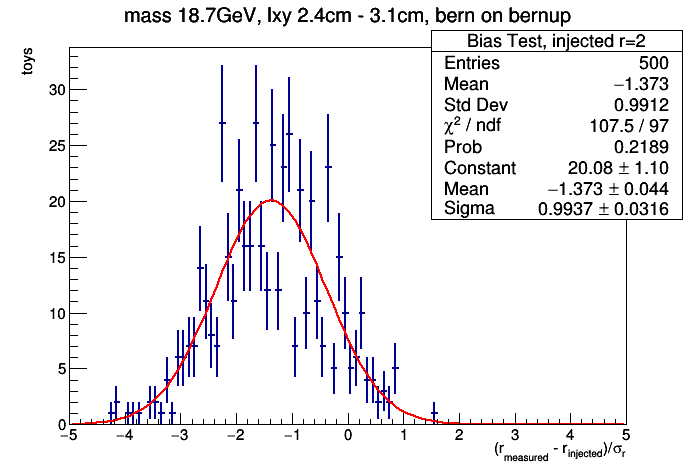 mass 18.7GeV, lxy 2.4cm - 3.1cm, bern on bernup
Bias Test, injected r=2
Entries 500
Mean −1.373
Std Dev 0.9912
χ² / ndf 107.5 / 97
Prob 0.2189
Constant 20.08 ± 1.10
Mean −1.373 ± 0.044
Sigma 0.9937 ± 0.0316
toys
30
25
20
15
10
5
0
−5 −4 −3 −2 −1 0 1 2 3 4 5
(r_measured - r_injected)/σ_r